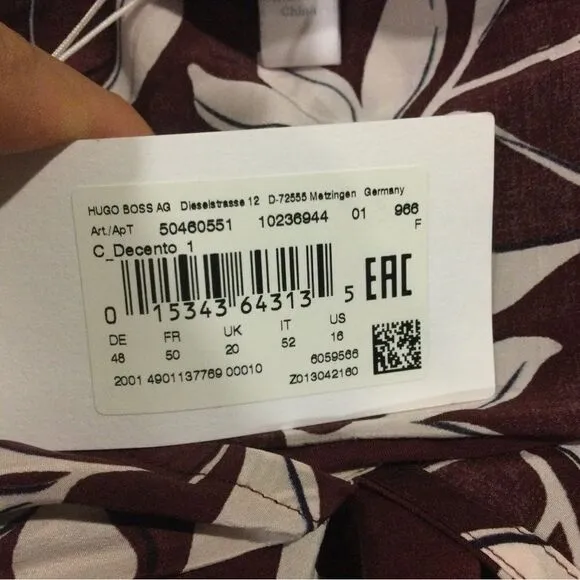 China
HUGO BOSS AG Dieselstrasse 12 D-72555 Metzingen Germany
Art./ApT 50460551 10236944 01 966
F
C_Decento_1
EAC
0 15343 64313 5
DE FR UK IT US
48 50 20 52 16
6059566
2001 4901137769 00010 Z013042160